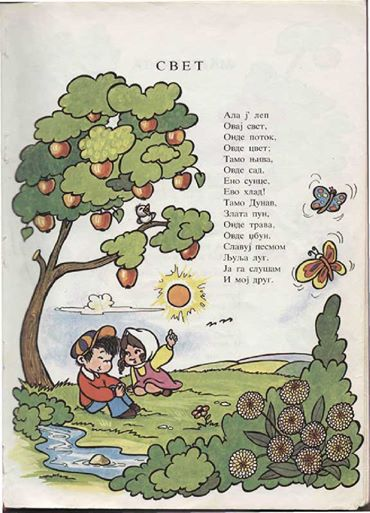 СВЕТ
Ала ј' леп
Овај свет,
Онде поток,
Овде цвет;
Тамо њива,
Овде сад,
Ено сунце,
Ево хлад!
Тамо Дунав,
Злата пун,
Онде трава,
Овде џбун,
Славуј песмом
Љуља луг.
Ја га слушам
И мој друг.